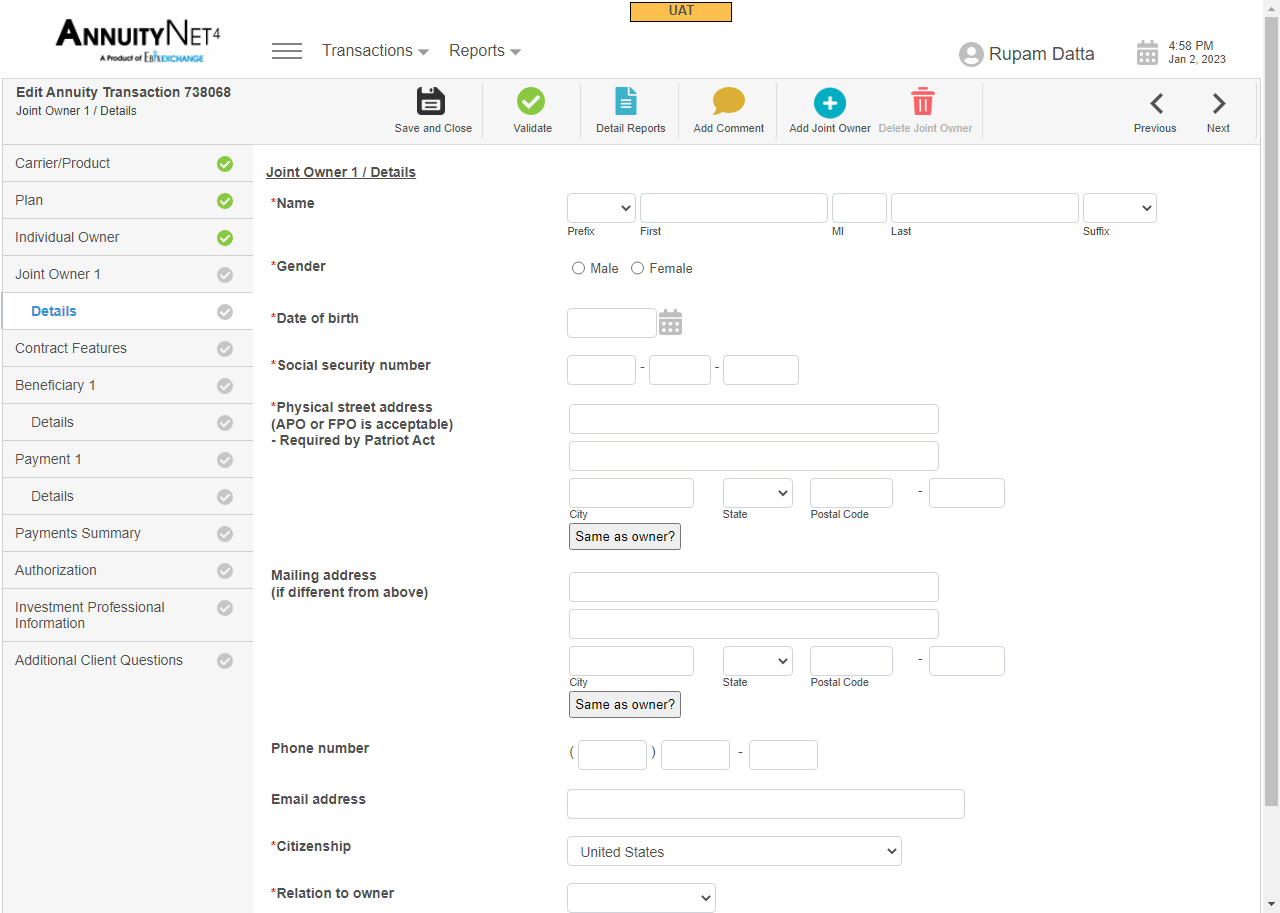 UAT
ANNUITYNET4
A Product of EBIXEXCHANGE
Transactions
Reports
Rupam Datta
4:58 PM
Jan 2, 2023
Edit Annuity Transaction 738068
Joint Owner 1 / Details
Save and Close
Validate
Detail Reports
Add Comment
Add Joint Owner
Delete Joint Owner
Previous
Next
Carrier/Product
Plan
Individual Owner
Joint Owner 1
Details
Contract Features
Beneficiary 1
Details
Payment 1
Details
Payments Summary
Authorization
Investment Professional
Information
Additional Client Questions
Joint Owner 1 / Details
*Name
Prefix First MI Last Suffix
*Gender
Male Female
*Date of birth
*Social security number
- -
*Physical street address
(APO or FPO is acceptable)
- Required by Patriot Act
-
City State Postal Code
Same as owner?
Mailing address
(if different from above)
-
City State Postal Code
Same as owner?
Phone number
( ) -
Email address
*Citizenship
United States
*Relation to owner